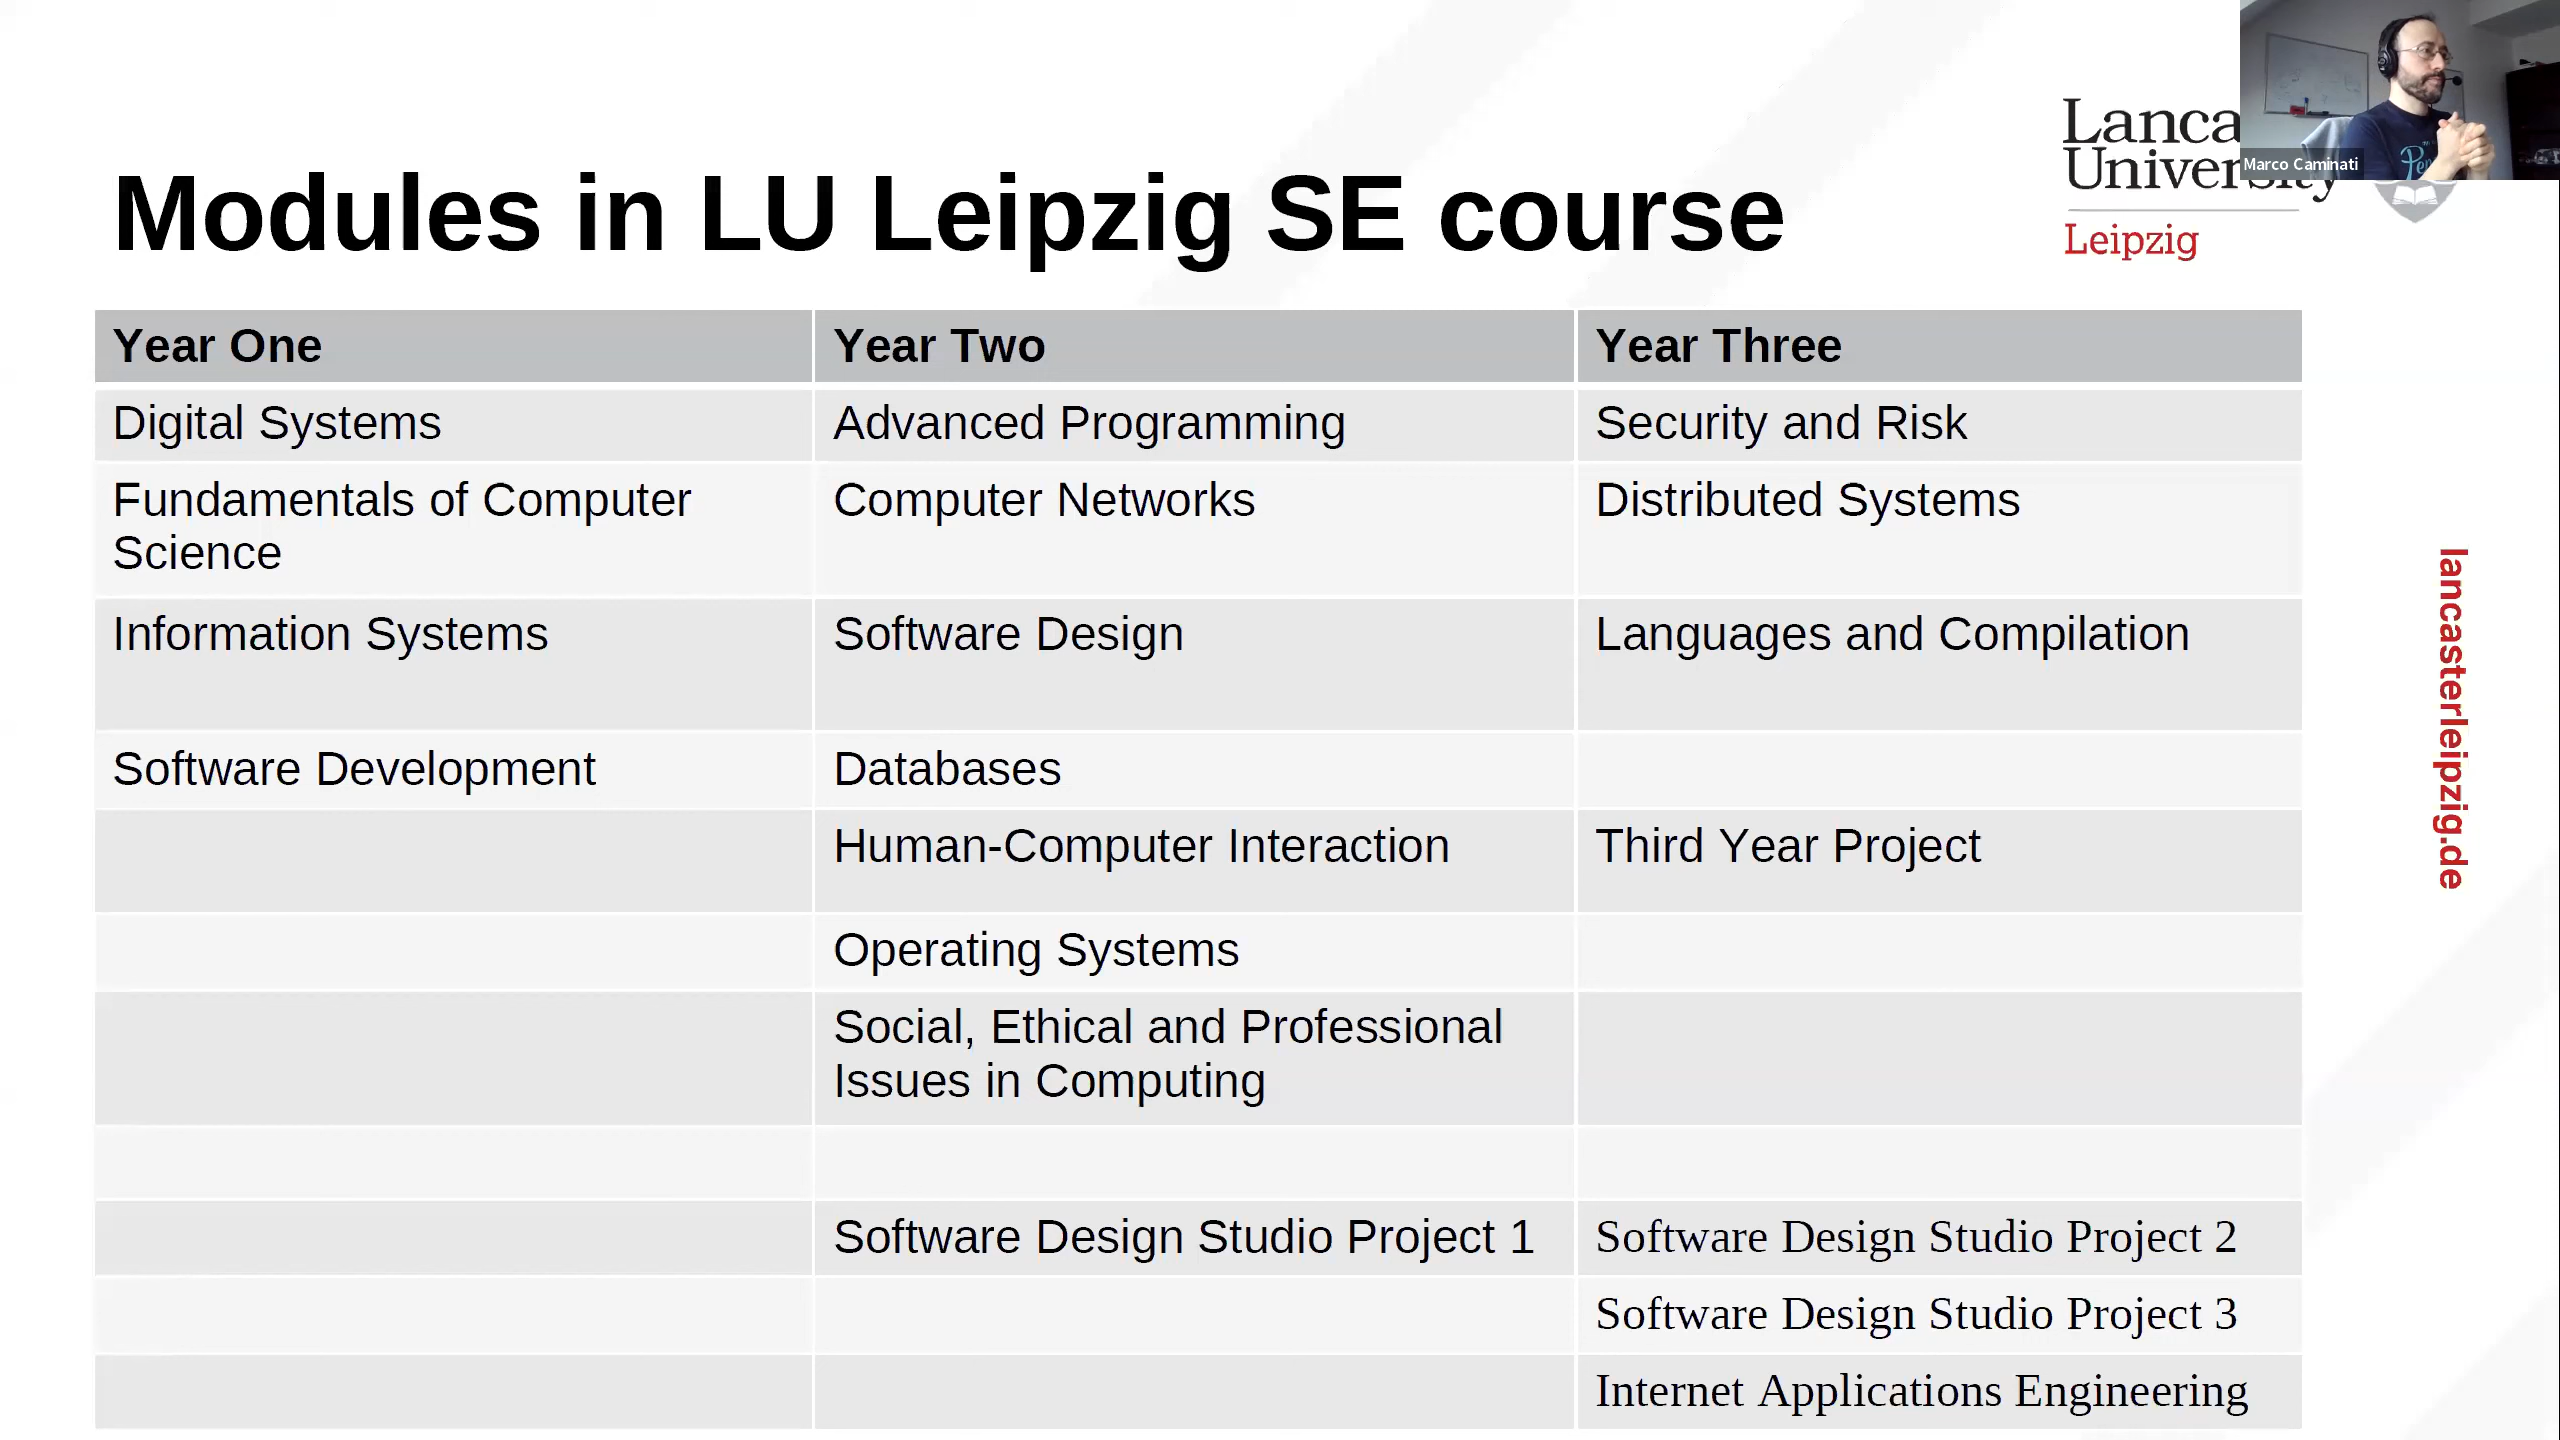 Modules in LU Leipzig SE course
Lanca
University
Leipzig
Marco Caminati
Year One Year Two Year Three
Digital Systems Advanced Programming Security and Risk
Fundamentals of Computer Computer Networks Distributed Systems
Science
Information Systems Software Design Languages and Compilation
Software Development Databases
Human-Computer Interaction Third Year Project
Operating Systems
Social, Ethical and Professional
Issues in Computing
Software Design Studio Project 1 Software Design Studio Project 2
Software Design Studio Project 3
Internet Applications Engineering
lancasterleipzig.de